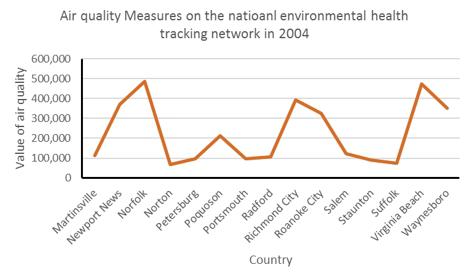 Air quality Measures on the natioanl environmental health
tracking network in 2004
Value of air quality
600,000
500,000
400,000
300,000
200,000
100,000
0
Martinsville
Newport News
Norfolk
Norton
Petersburg
Poquoson
Portsmouth
Radford
Richmond City
Roanoke City
Salem
Staunton
Suffolk
Virginia Beach
Waynesboro
Country